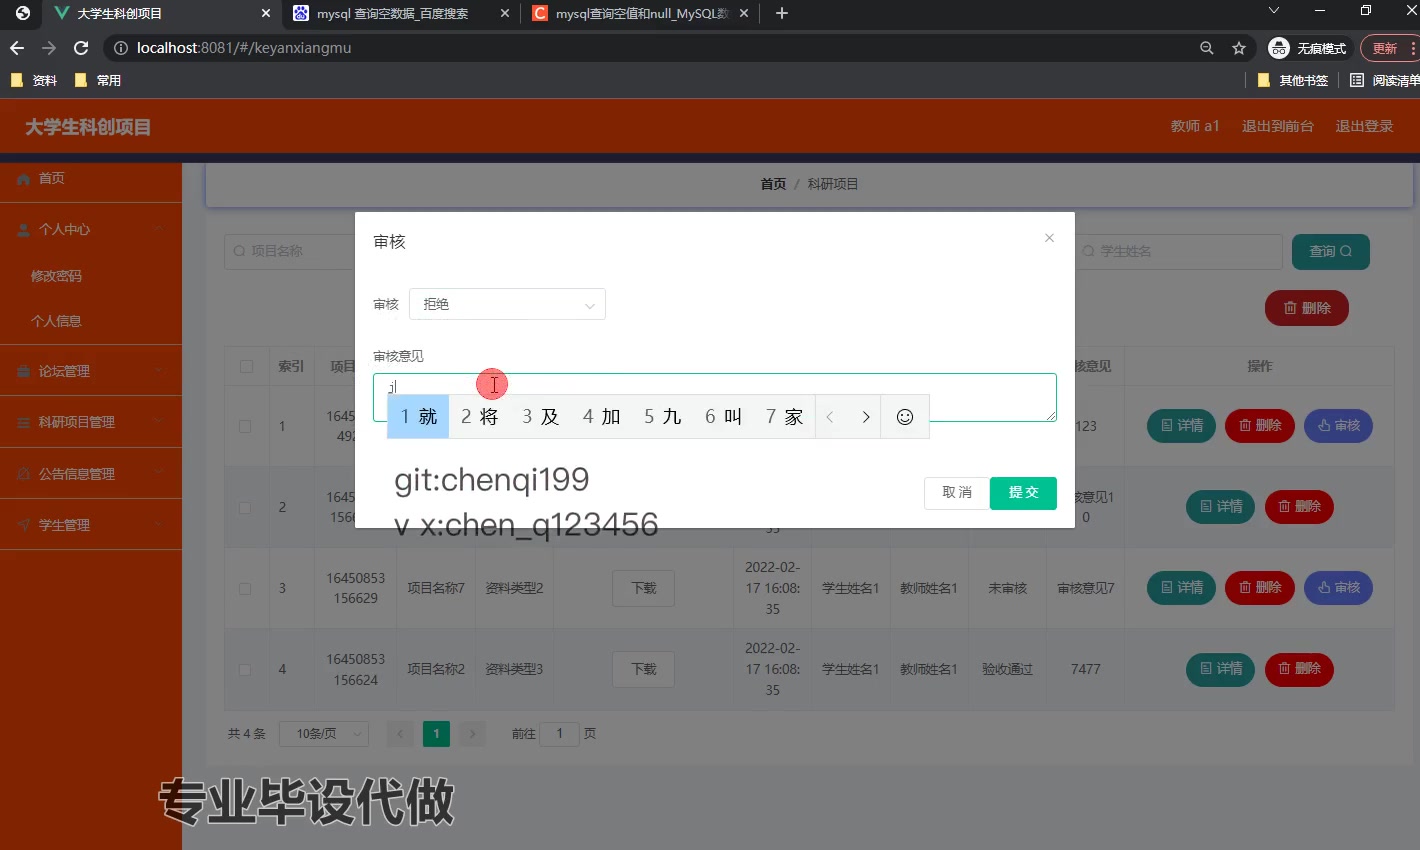 大学生科创项目
mysql 查询空数据_百度搜索
mysql查询空值和null_MySQL数
localhost:8081/#/keyanxiangmu
无痕模式
更新
资料
常用
其他书签
阅读清单
大学生科创项目
教师 a1
退出到前台
退出登录
首页
个人中心
修改密码
个人信息
论坛管理
科研项目管理
公告信息管理
学生管理
首页 / 科研项目
项目名称
学生姓名
查询
删除
审核
审核 拒绝
审核意见
j
1 就 2 将 3 及 4 加 5 九 6 叫 7 家
git:chenqi199
v x:chen_q123456
取消
提交
索引 项目 核意见 操作
1 1645 492 123 详情 删除 审核
2 1645 156 35 核意见1 0 详情 删除
3 16450853 156629 项目名称7 资料类型2 下载 2022-02-17 16:08:35 学生姓名1 教师姓名1 未审核 审核意见7 详情 删除 审核
4 16450853 156624 项目名称2 资料类型3 下载 2022-02-17 16:08:35 学生姓名1 教师姓名1 验收通过 7477 详情 删除
共 4 条 10条/页 1 前往 1 页
专业毕设代做